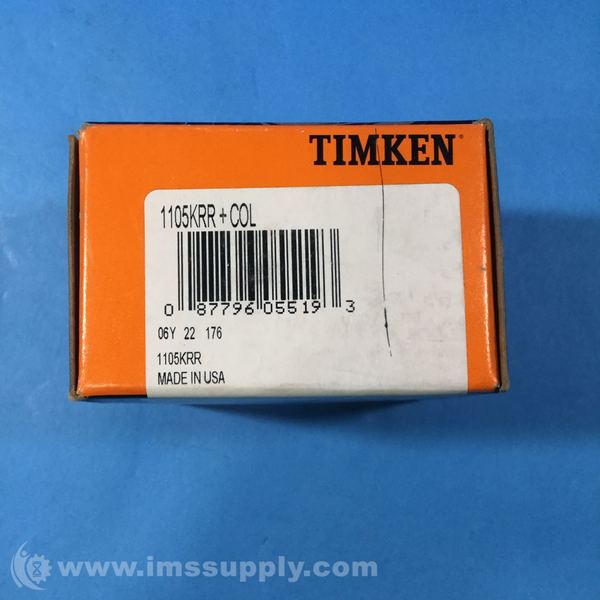 TIMKEN
1105KRR + COL
0 87796 05519 3
06Y 22 176
1105KRR
MADE IN USA
www.imssupply.com